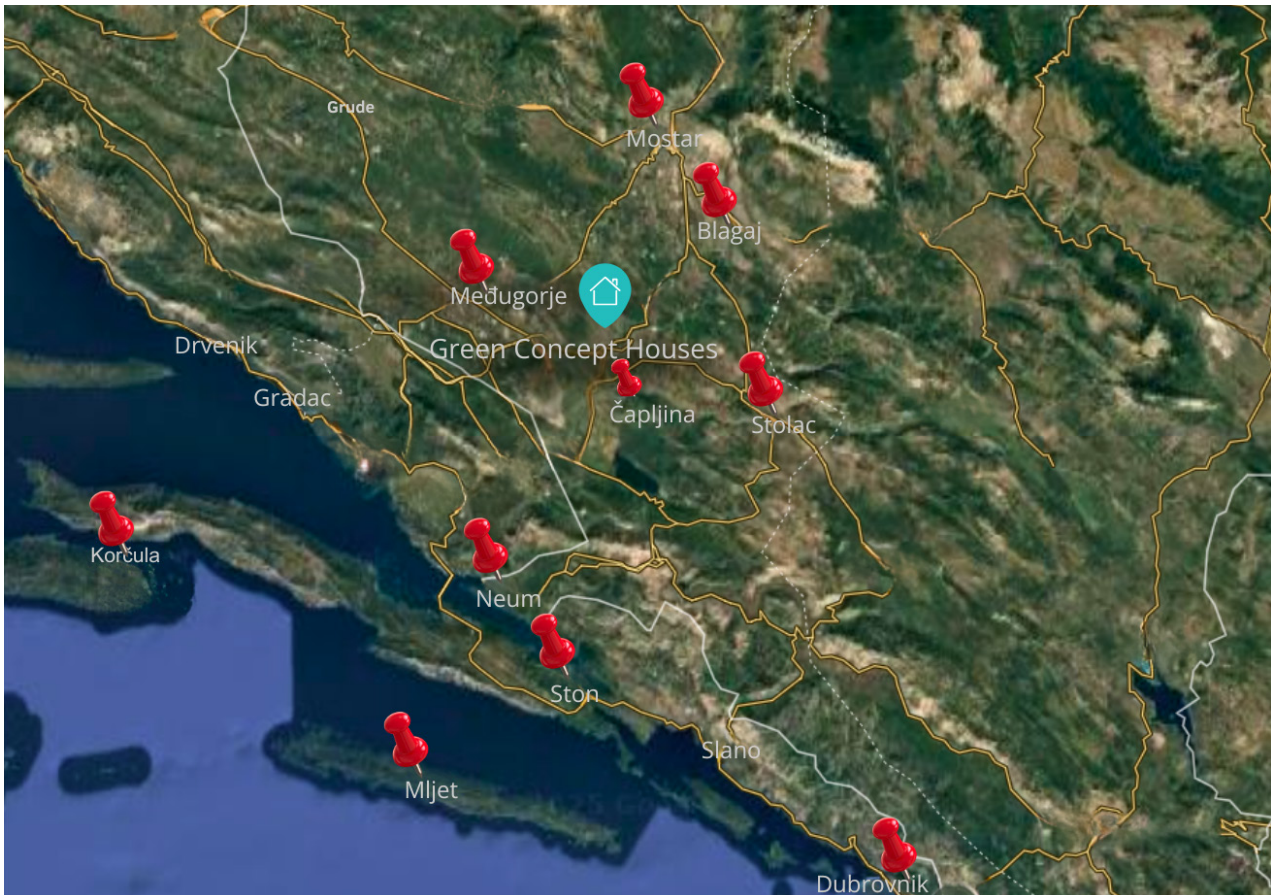 Grude
Mostar
Blagaj
Međugorje
Drvenik
Green Concept Houses
Gradac
Čapljina
Stolac
Korčula
Neum
Ston
Slano
Mljet
Dubrovnik